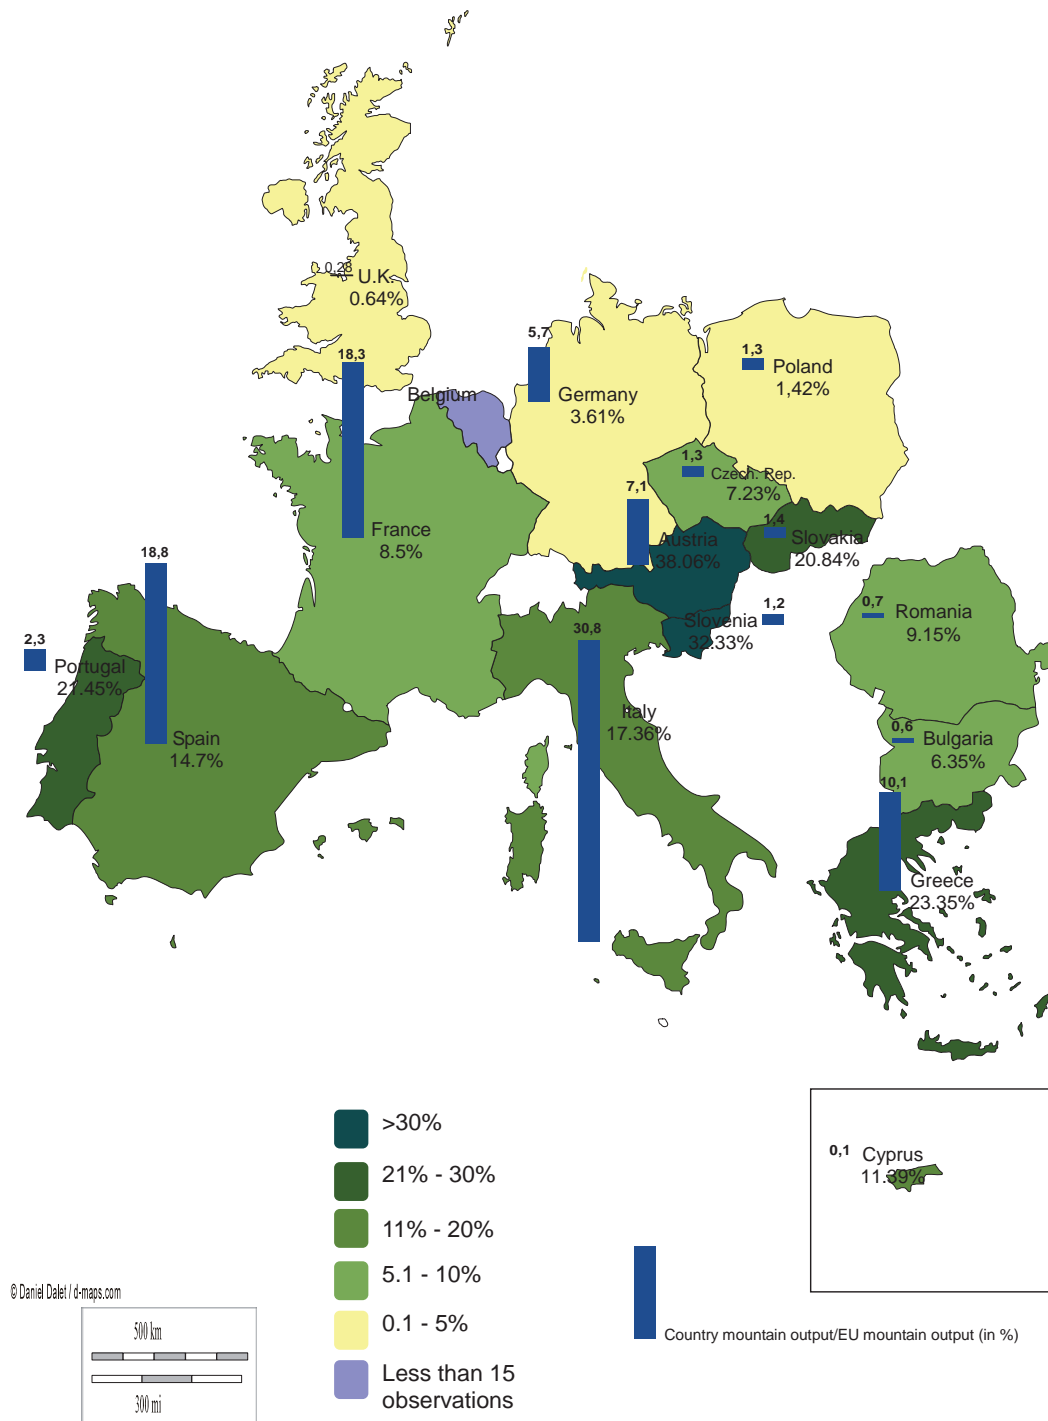 0,28
U.K.
0.64%
18,3
5,7
1,3
Poland
1,42%
Belgium
Germany
3.61%
1,3
Czech. Rep.
7.23%
7,1
1,4
France
8.5%
Austria
38.06%
Slovakia
20.84%
18,8
2,3
Portugal
21.45%
30,8
Slovenia
32.33%
1,2
0,7
Romania
9.15%
Spain
14.7%
Italy
17.36%
0,6
Bulgaria
6.35%
10,1
Greece
23.35%
>30%
21% - 30%
11% - 20%
5.1 - 10%
0.1 - 5%
Less than 15
observations
0,1
Cyprus
11.39%
Country mountain output/EU mountain output (in %)
© Daniel Dalet / d-maps.com
500 km
300 mi